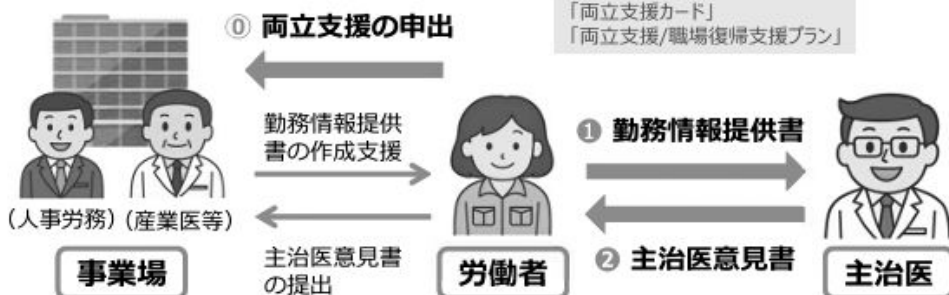 「両立支援カード」
「両立支援/職場復帰支援プラン」
⓪ 両立支援の申出
勤務情報提供
書の作成支援
❶ 勤務情報提供書
(人事労務)
(産業医等)
主治医意見書
の提出
❷ 主治医意見書
事業場
労働者
主治医